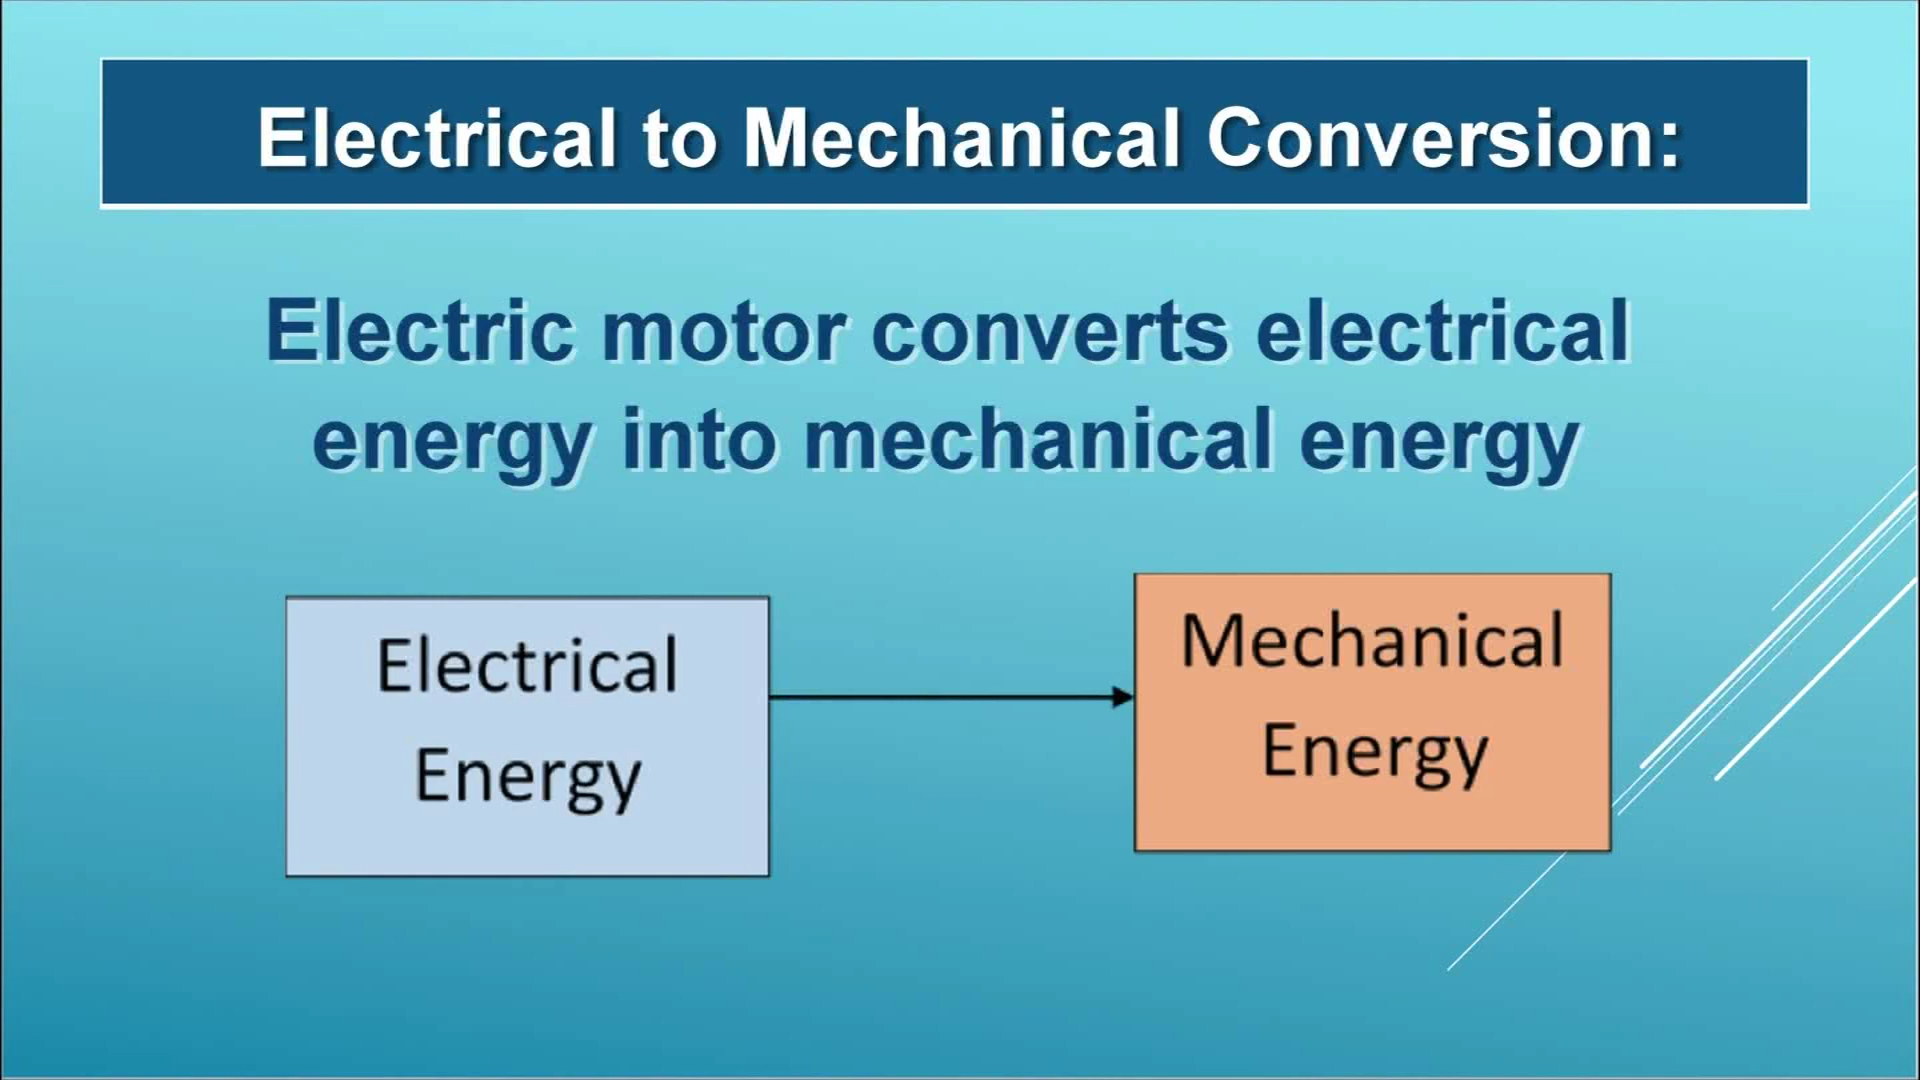 Electrical to Mechanical Conversion:
Electric motor converts electrical
energy into mechanical energy
Electrical
Energy
Mechanical
Energy